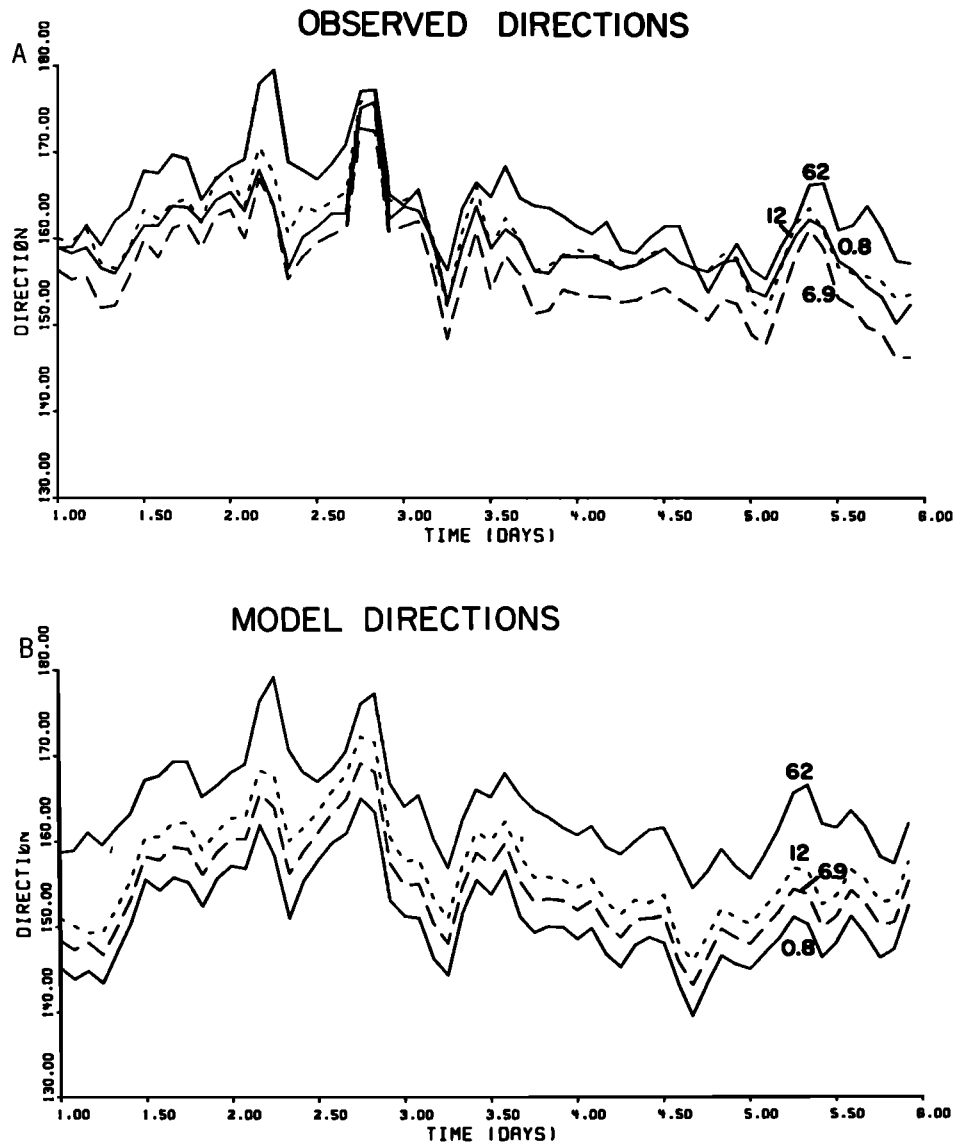 OBSERVED DIRECTIONS
A
180.00
170.00
160.00
150.00
140.00
130.00
DIRECTION
62
12
0.8
6.9
1.00 1.50 2.00 2.50 3.00 3.50 4.00 4.50 5.00 5.50 6.00
TIME (DAYS)
MODEL DIRECTIONS
B
180.00
170.00
160.00
150.00
140.00
130.00
DIRECTION
62
12
6.9
0.8
1.00 1.50 2.00 2.50 3.00 3.50 4.00 4.50 5.00 5.50 6.00
TIME (DAYS)